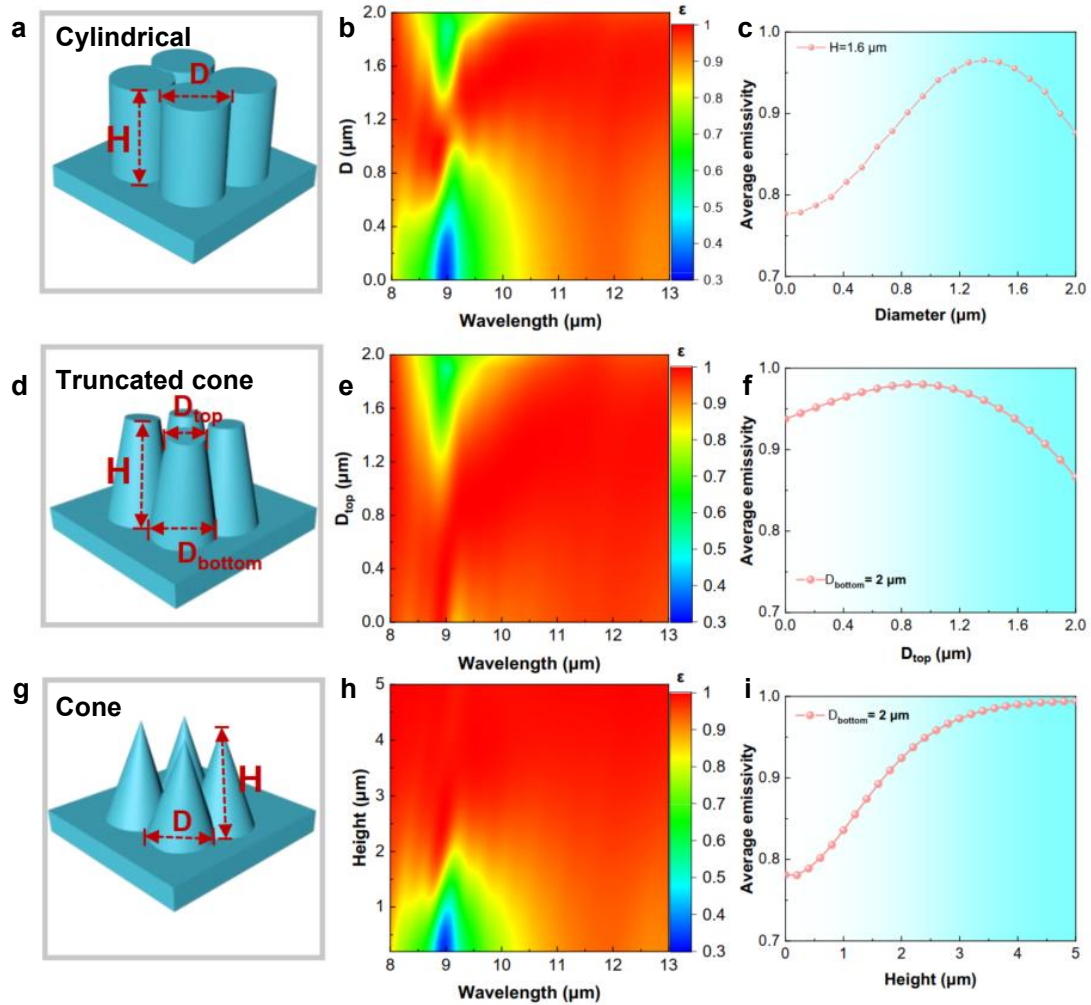 a
Cylindrical
D
H
b
ε
2.0
1.6
1.2
0.8
0.4
0.0
D (μm)
8 9 10 11 12 13
Wavelength (μm)
1
0.9
0.8
0.7
0.6
0.5
0.4
0.3
c
H=1.6 μm
1.0
0.9
0.8
0.7
Average emissivity
0.0 0.4 0.8 1.2 1.6 2.0
Diameter (μm)
d
Truncated cone
Dtop
H
Dbottom
e
ε
2.0
1.6
1.2
0.8
0.4
0.0
Dtop (μm)
8 9 10 11 12 13
Wavelength (μm)
1
0.9
0.8
0.7
0.6
0.5
0.4
0.3
f
1.0
0.9
0.8
0.7
Average emissivity
Dbottom= 2 μm
0.0 0.4 0.8 1.2 1.6 2.0
Dtop (μm)
g
Cone
H
D
h
ε
5
4
3
2
1
Height (μm)
8 9 10 11 12 13
Wavelength (μm)
1
0.9
0.8
0.7
0.6
0.5
0.4
0.3
i
Dbottom= 2 μm
1.0
0.9
0.8
0.7
Average emissivity
0 1 2 3 4 5
Height (μm)